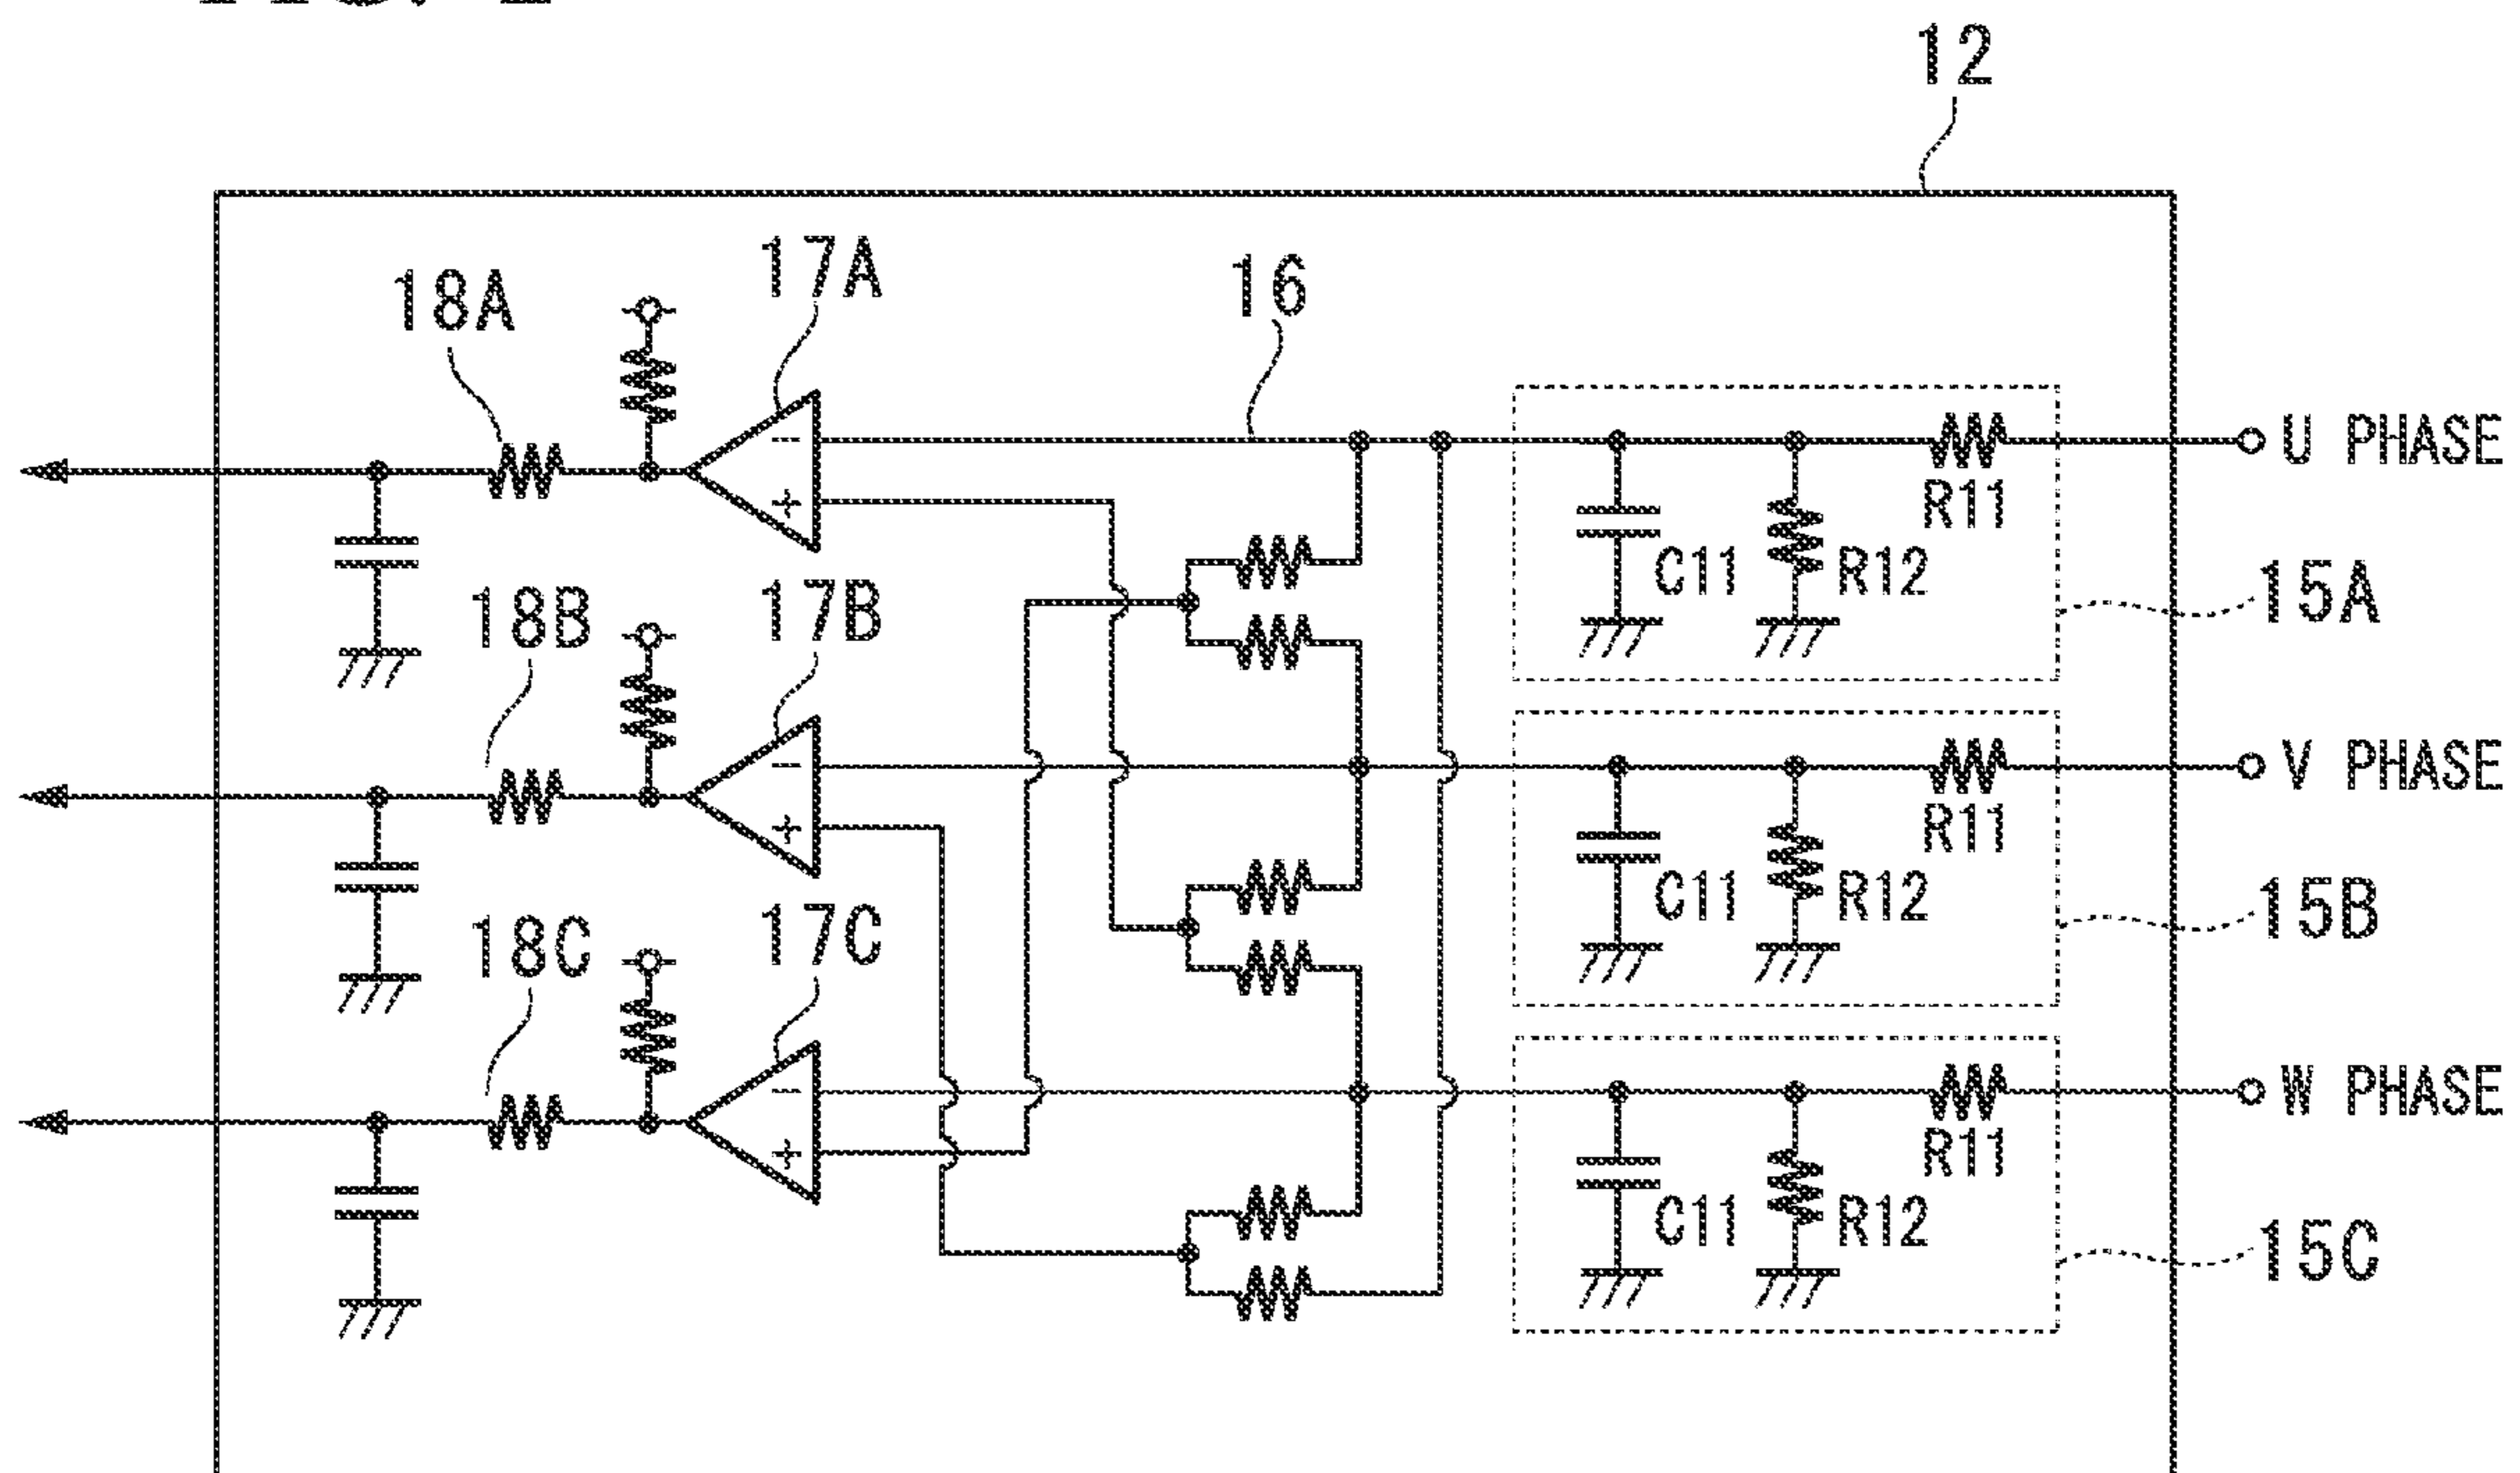 12
17A
16
18A
U PHASE
R11
C11
R12
15A
17B
18B
V PHASE
R11
C11
R12
15B
17C
18C
W PHASE
R11
C11
R12
15C